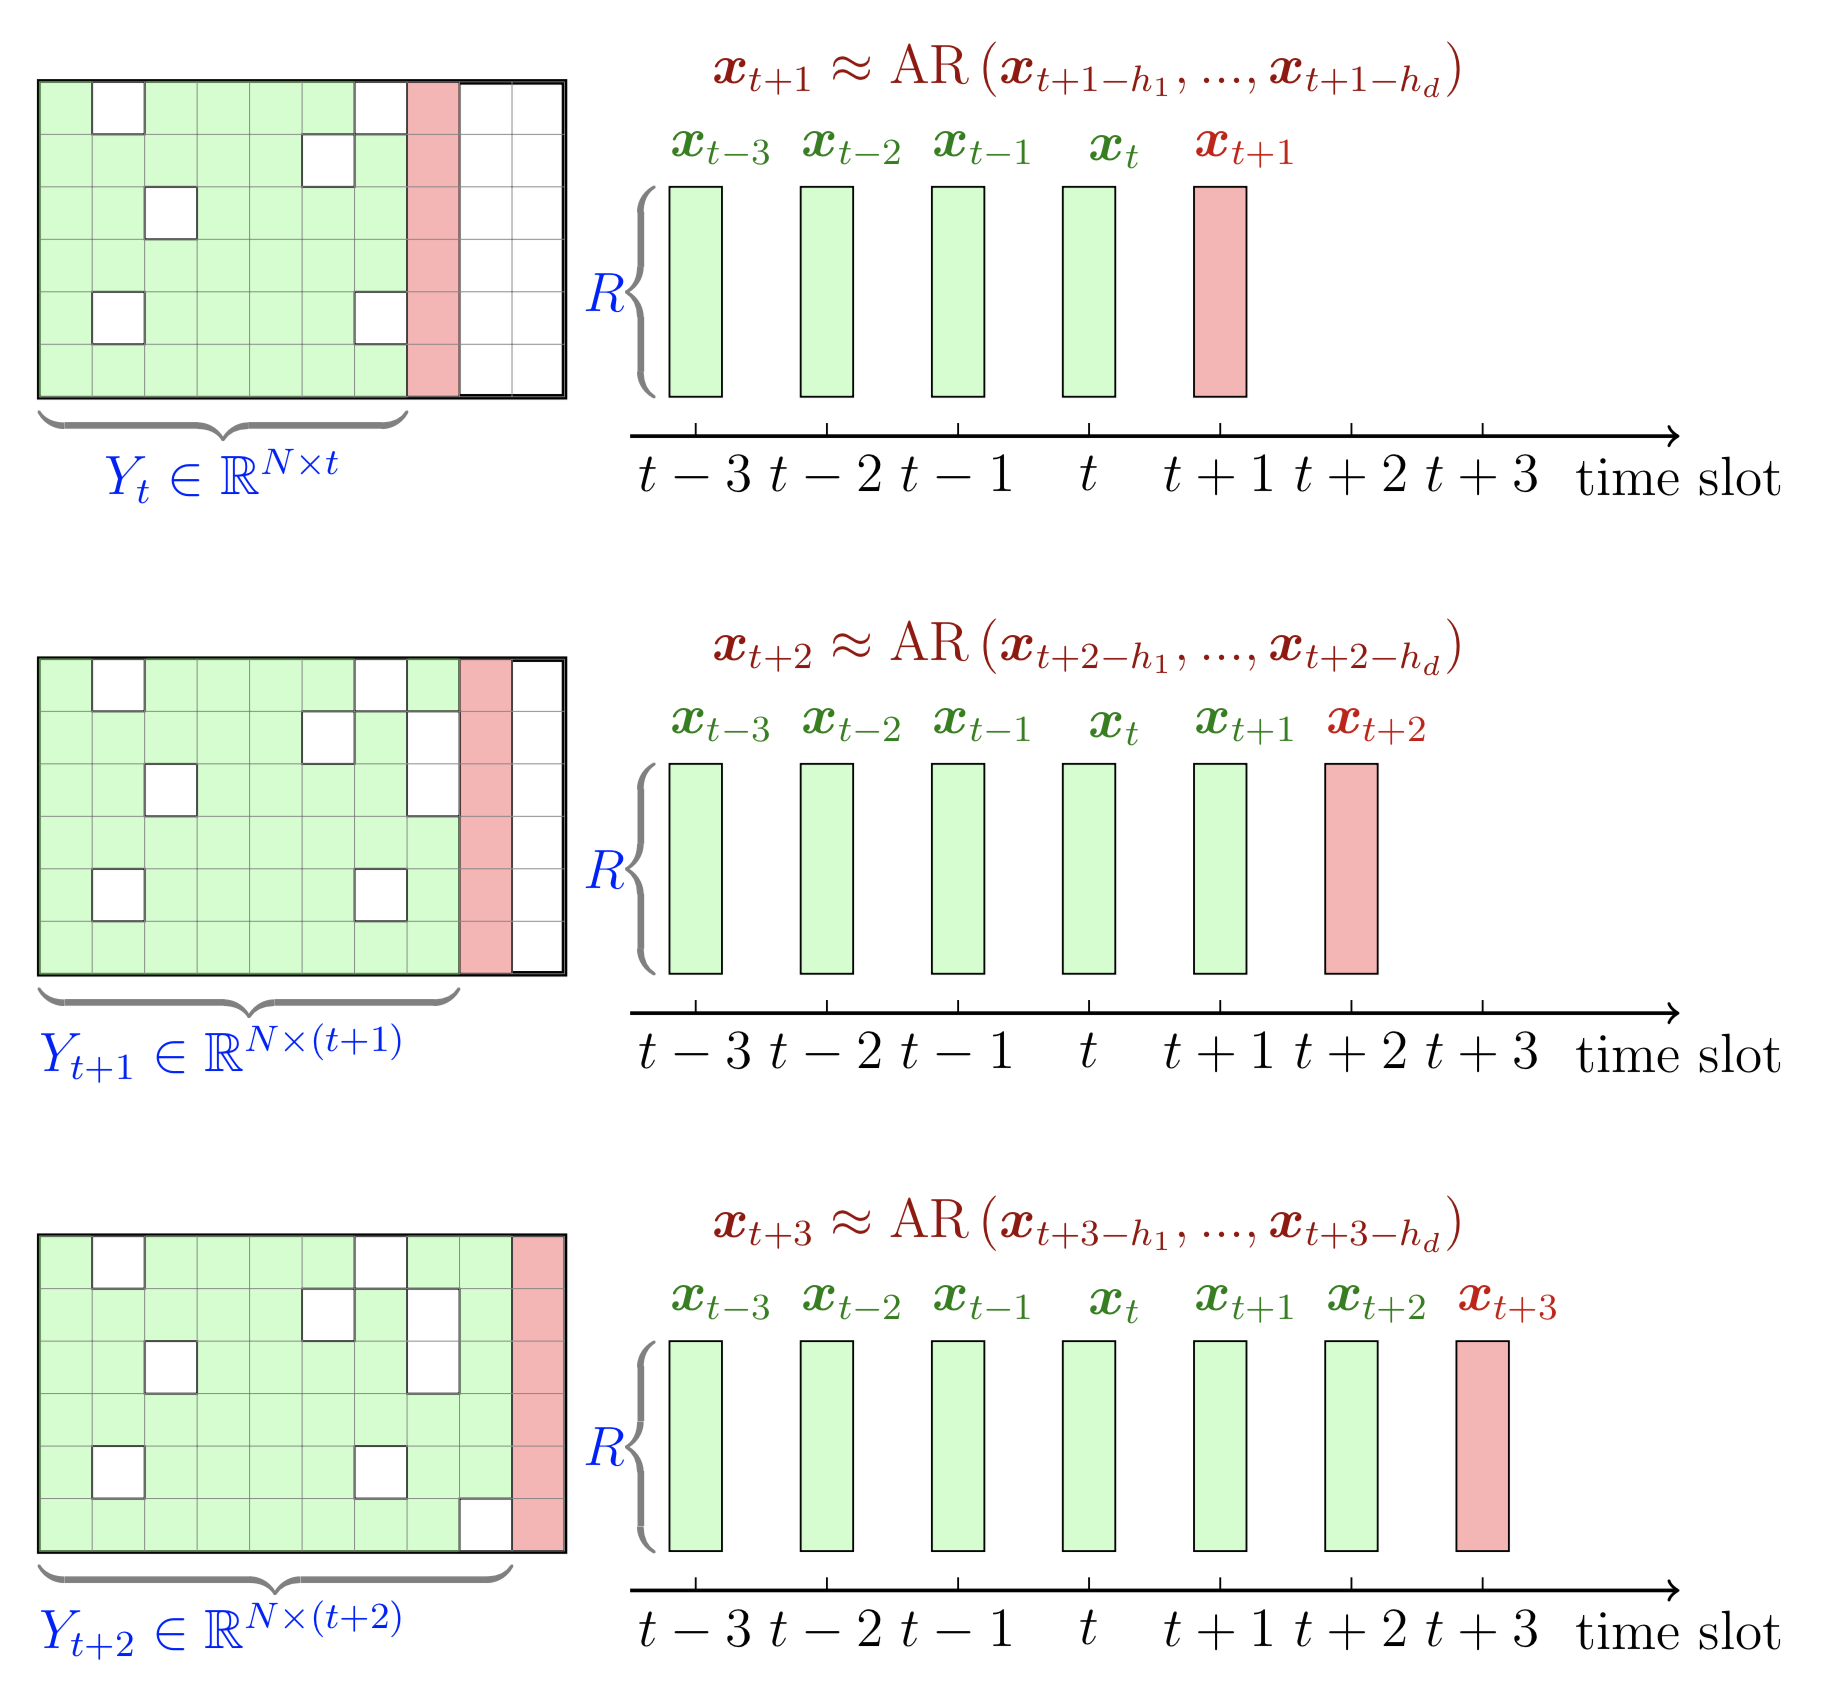 𝒙ₜ₊₁ ≈ AR (𝒙_{t+1−h₁}, ..., 𝒙_{t+1−h_d})
𝒙_{t−3} 𝒙_{t−2} 𝒙_{t−1} 𝒙_t 𝒙_{t+1}
R
t − 3 t − 2 t − 1 t t + 1 t + 2 t + 3 time slot
Y_t ∈ ℝ^{N×t}
𝒙_{t+2} ≈ AR (𝒙_{t+2−h₁}, ..., 𝒙_{t+2−h_d})
𝒙_{t−3} 𝒙_{t−2} 𝒙_{t−1} 𝒙_t 𝒙_{t+1} 𝒙_{t+2}
R
t − 3 t − 2 t − 1 t t + 1 t + 2 t + 3 time slot
Y_{t+1} ∈ ℝ^{N×(t+1)}
𝒙_{t+3} ≈ AR (𝒙_{t+3−h₁}, ..., 𝒙_{t+3−h_d})
𝒙_{t−3} 𝒙_{t−2} 𝒙_{t−1} 𝒙_t 𝒙_{t+1} 𝒙_{t+2} 𝒙_{t+3}
R
t − 3 t − 2 t − 1 t t + 1 t + 2 t + 3 time slot
Y_{t+2} ∈ ℝ^{N×(t+2)}